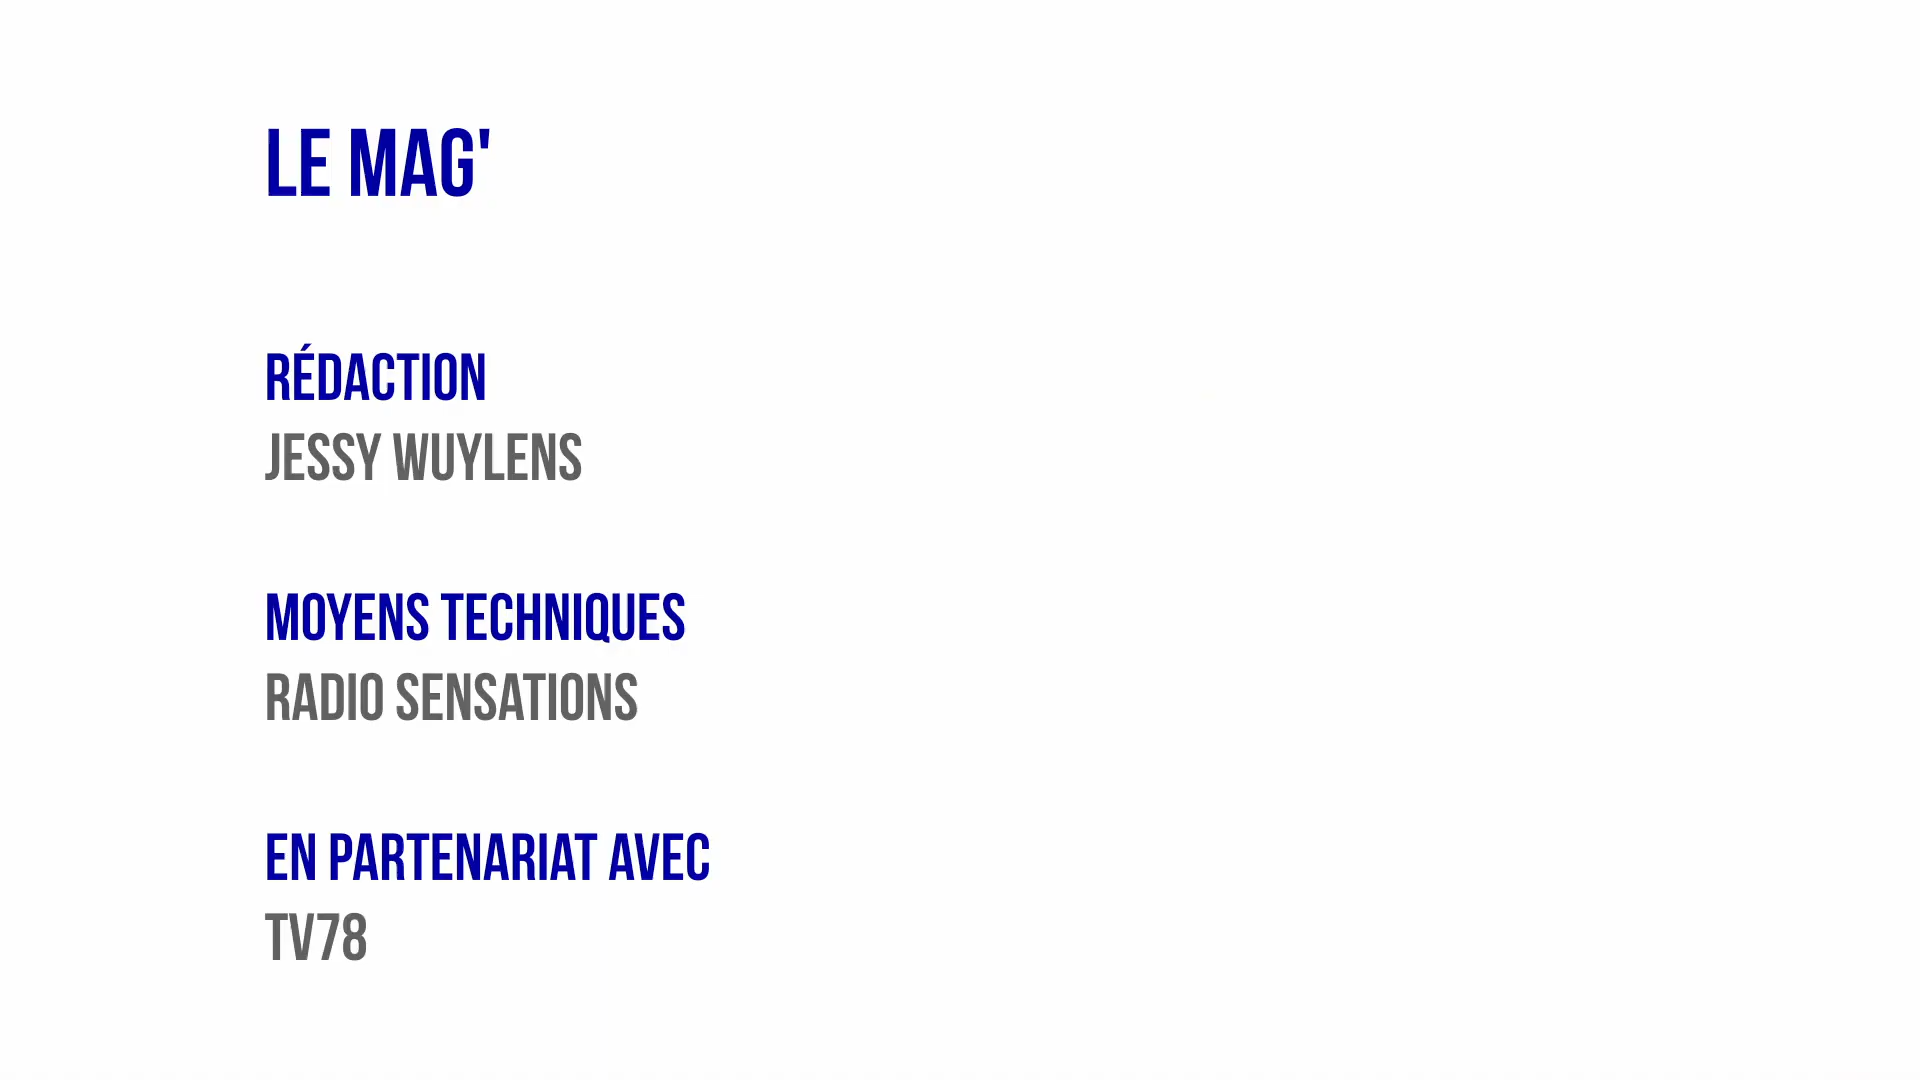 LE MAG'
RÉDACTION
JESSY WUYLENS
MOYENS TECHNIQUES
RADIO SENSATIONS
EN PARTENARIAT AVEC
TV78